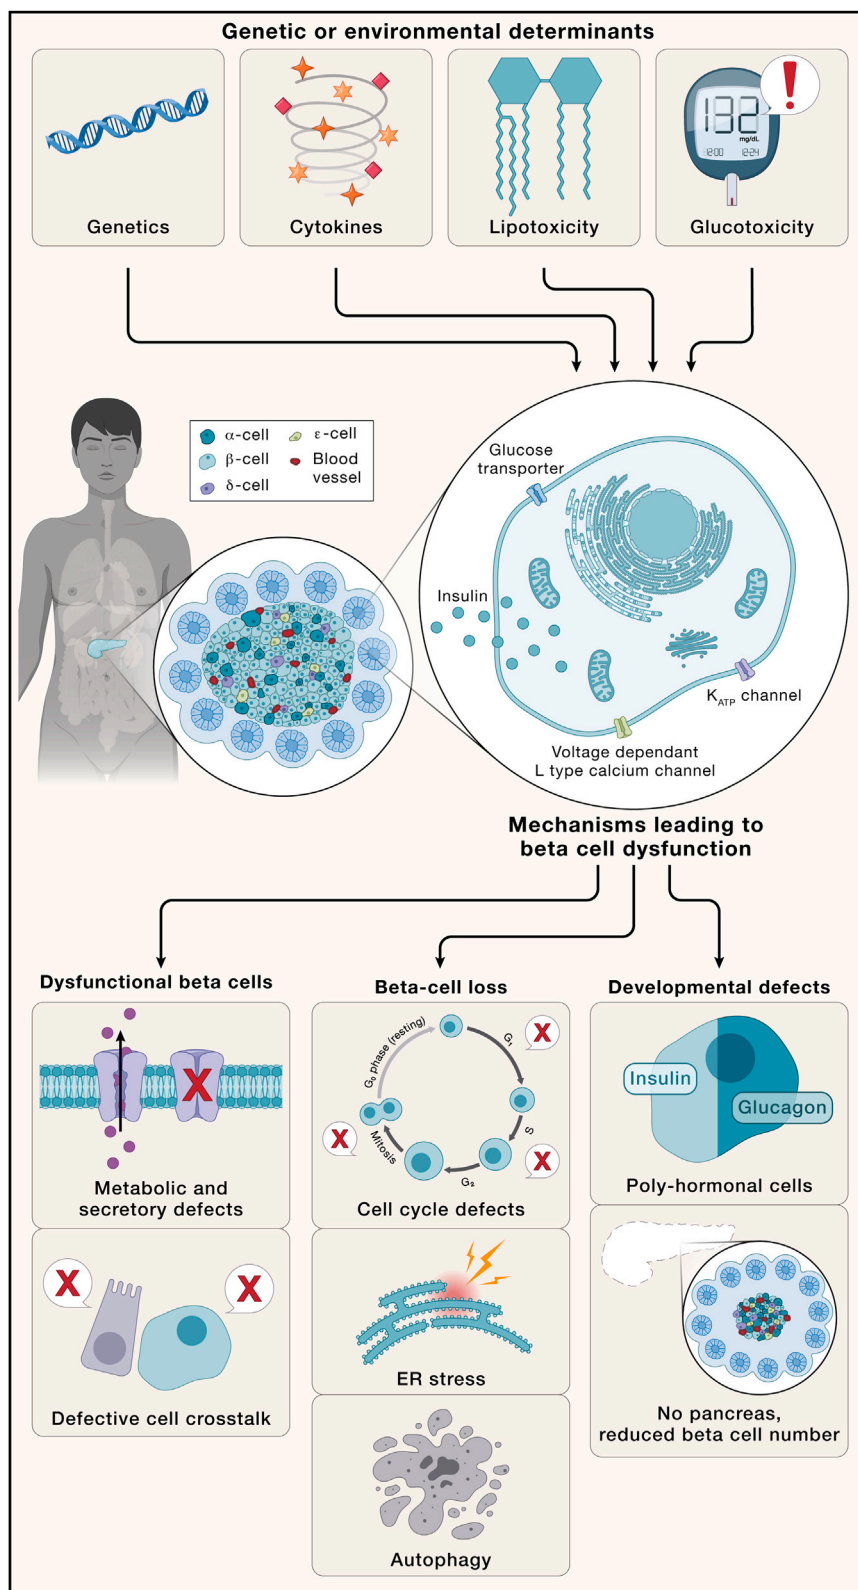 Genetic or environmental determinants
132
mg/dL
12:00
12:24
Genetics
Cytokines
Lipotoxicity
Glucotoxicity
α-cell
β-cell
δ-cell
ε-cell
Blood
vessel
Glucose
transporter
Insulin
KATP channel
Voltage dependant
L type calcium channel
Mechanisms leading to
beta cell dysfunction
Dysfunctional beta cells
X
Metabolic and
secretory defects
X
X
Defective cell crosstalk
Beta-cell loss
G₀ phase (resting)
G₁
X
S
X
G₂
Mitosis
X
Cell cycle defects
ER stress
Autophagy
Developmental defects
Insulin
Glucagon
Poly-hormonal cells
No pancreas,
reduced beta cell number